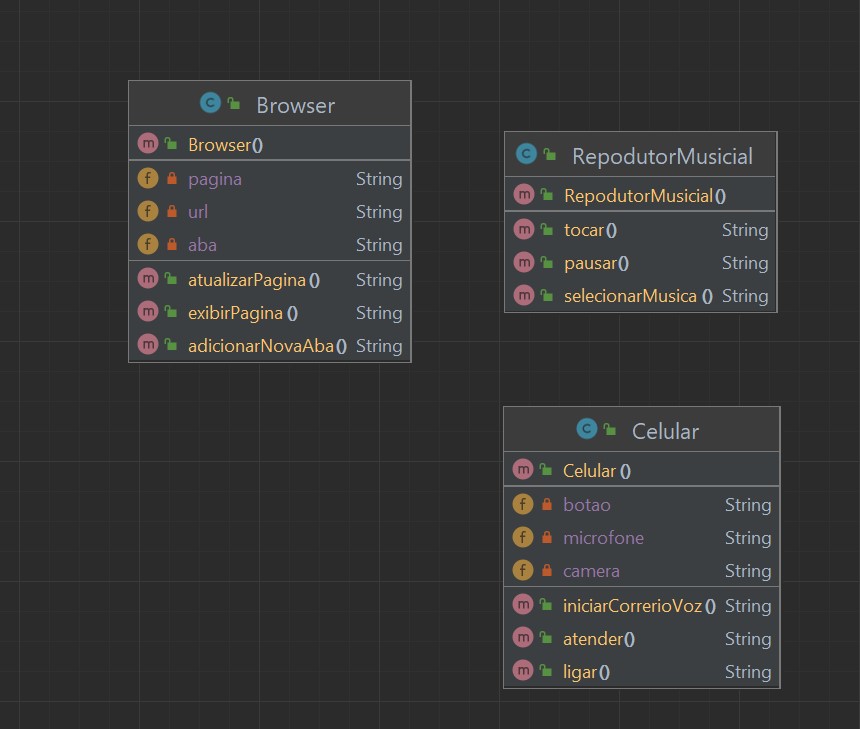 Browser
Browser()
pagina String
url String
aba String
atualizarPagina() String
exibirPagina() String
adicionarNovaAba() String
RepodutorMusicial
RepodutorMusicial()
tocar() String
pausar() String
selecionarMusica() String
Celular
Celular()
botao String
microfone String
camera String
iniciarCorrerioVoz() String
atender() String
ligar() String